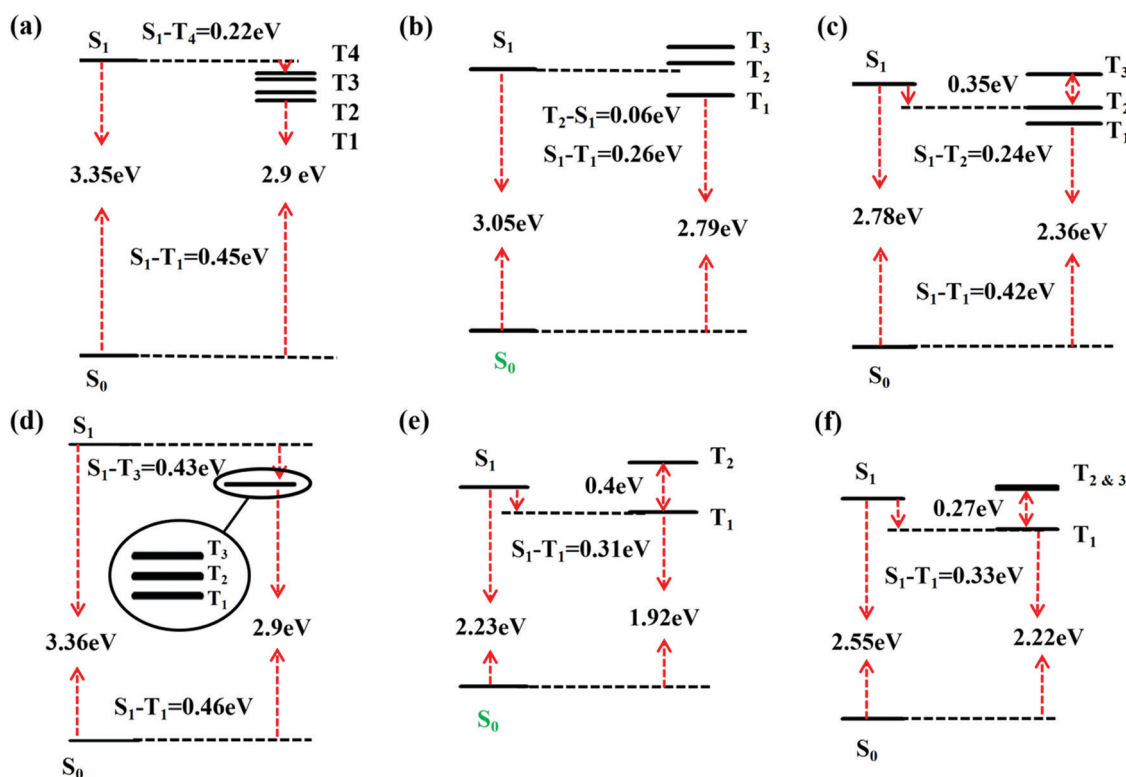 (a)
S₁-T₄=0.22eV
S₁
T4
T3
T2
T1
3.35eV
2.9 eV
S₁-T₁=0.45eV
S₀
(b)
S₁
T₃
T₂
T₁
T₂-S₁=0.06eV
S₁-T₁=0.26eV
3.05eV
2.79eV
S₀
(c)
S₁
T₃
0.35eV
T₂
T₁
S₁-T₂=0.24eV
2.78eV
2.36eV
S₁-T₁=0.42eV
S₀
(d)
S₁
S₁-T₃=0.43eV
T₃
T₂
T₁
3.36eV
2.9eV
S₁-T₁=0.46eV
S₀
(e)
S₁
T₂
0.4eV
T₁
S₁-T₁=0.31eV
2.23eV
1.92eV
S₀
(f)
S₁
T₂ & ₃
0.27eV
T₁
S₁-T₁=0.33eV
2.55eV
2.22eV
S₀